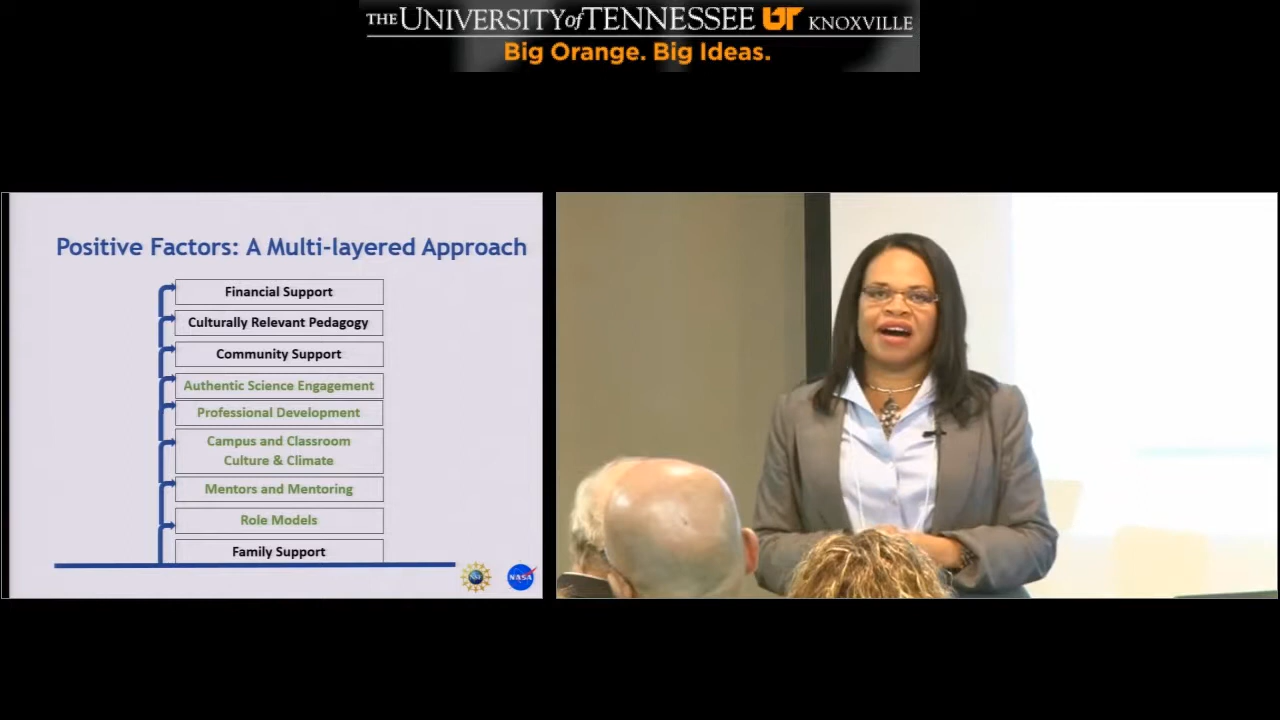 THE UNIVERSITY of TENNESSEE UT KNOXVILLE
Big Orange. Big Ideas.
Positive Factors: A Multi-layered Approach
Financial Support
Culturally Relevant Pedagogy
Community Support
Authentic Science Engagement
Professional Development
Campus and Classroom
Culture & Climate
Mentors and Mentoring
Role Models
Family Support
NSF
NASA